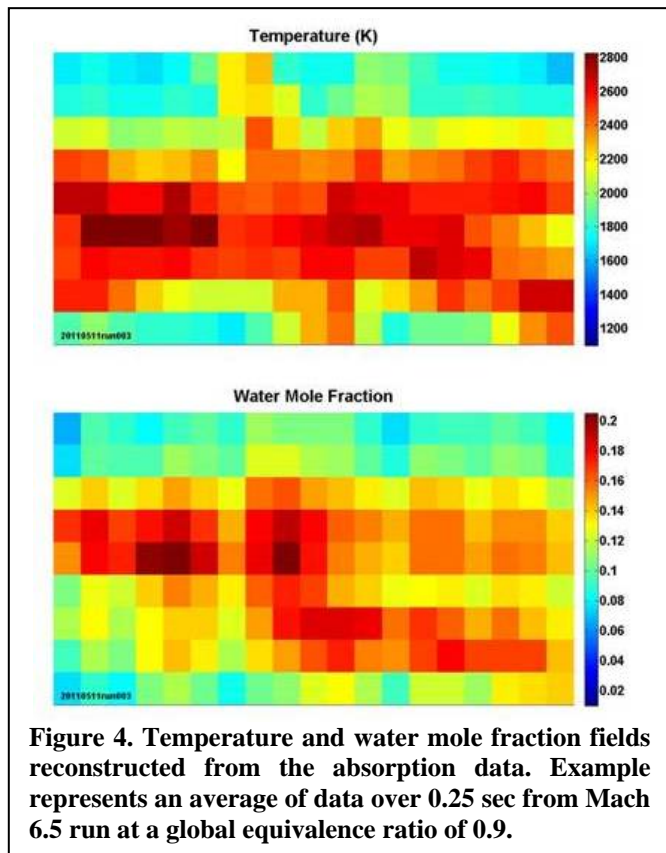 Temperature (K)
2800
2600
2400
2200
2000
1800
1600
1400
1200
20110511run003
Water Mole Fraction
0.2
0.18
0.16
0.14
0.12
0.1
0.08
0.06
0.04
0.02
20110511run003
Figure 4. Temperature and water mole fraction fields
reconstructed from the absorption data. Example
represents an average of data over 0.25 sec from Mach
6.5 run at a global equivalence ratio of 0.9.